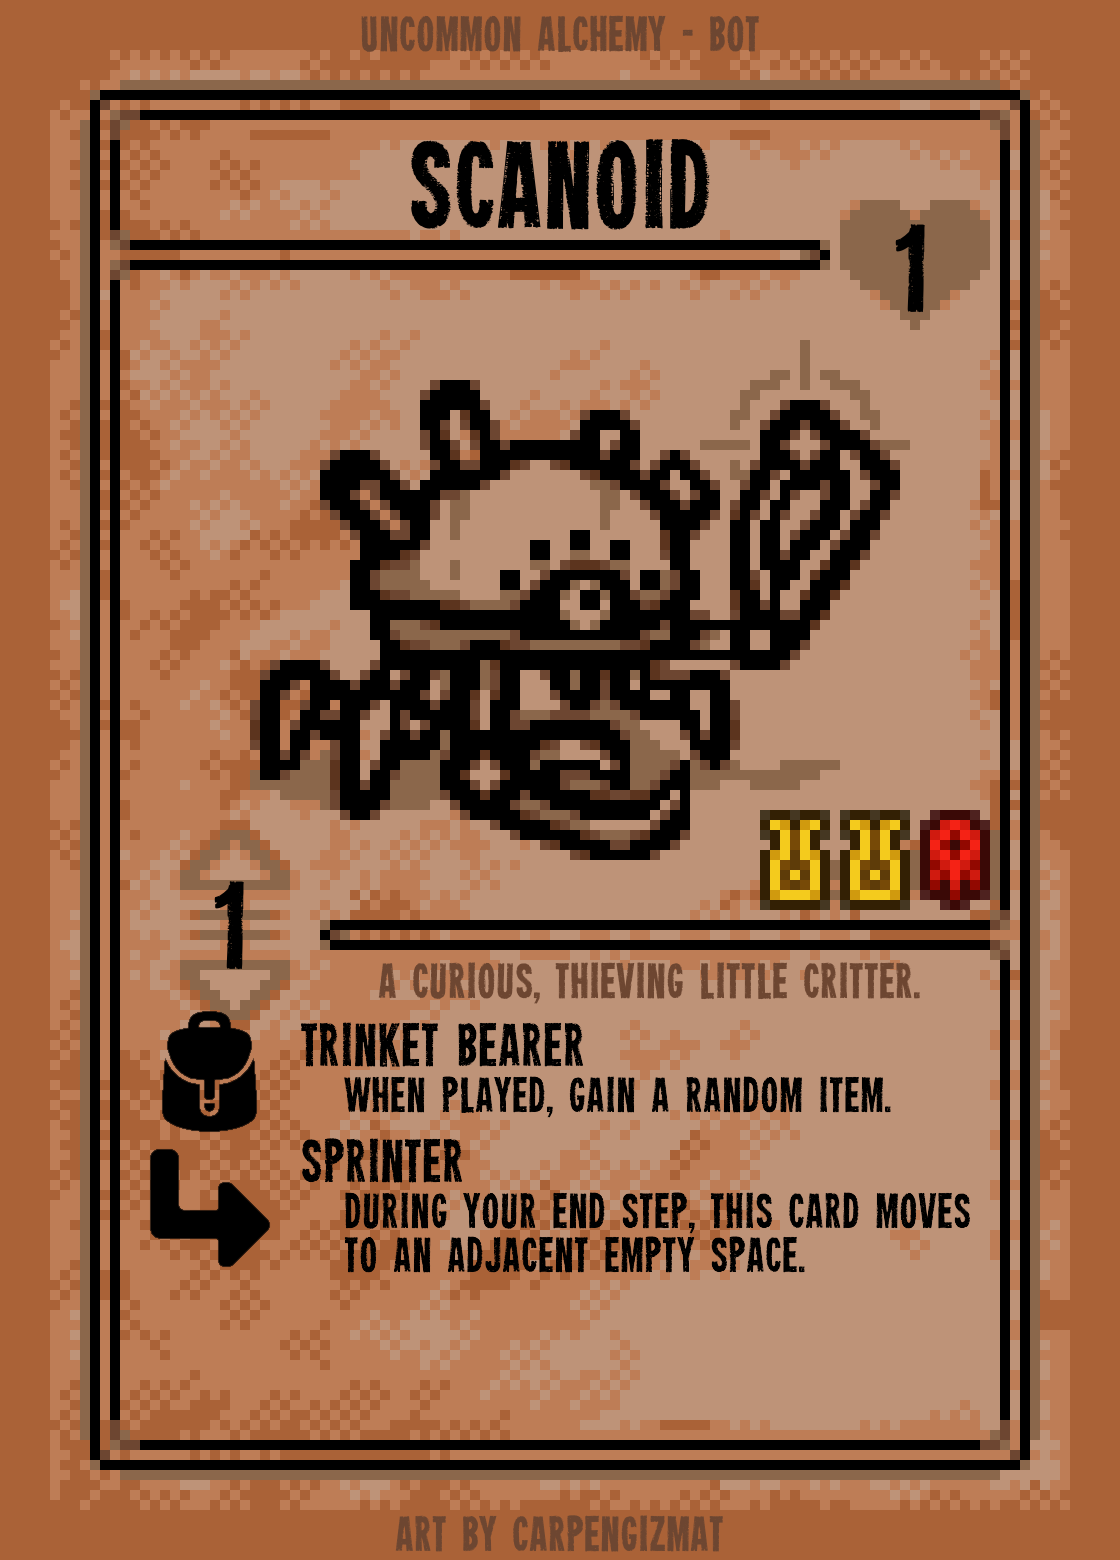 UNCOMMON ALCHEMY - BOT
SCANOID
1
1
A CURIOUS, THIEVING LITTLE CRITTER.
TRINKET BEARER
WHEN PLAYED, GAIN A RANDOM ITEM.
SPRINTER
DURING YOUR END STEP, THIS CARD MOVES
TO AN ADJACENT EMPTY SPACE.
ART BY CARPENGIZMAT